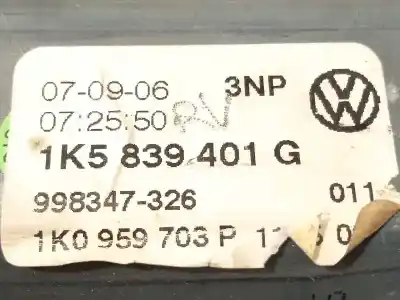 07-09-06 3NP
07:25:50
1K5 839 401 G
998347-326 011
1K0 959 703 P